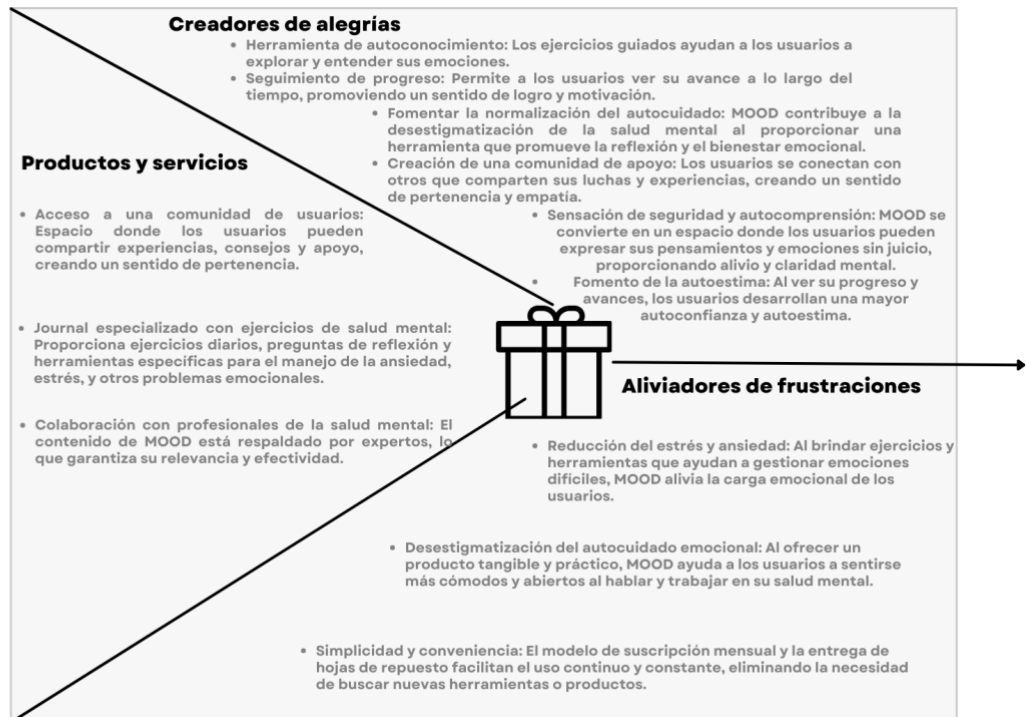 Creadores de alegrías
• Herramienta de autoconocimiento: Los ejercicios guiados ayudan a los usuarios a
explorar y entender sus emociones.
• Seguimiento de progreso: Permite a los usuarios ver su avance a lo largo del
tiempo, promoviendo un sentido de logro y motivación.
• Fomentar la normalización del autocuidado: MOOD contribuye a la
desestigmatización de la salud mental al proporcionar una
herramienta que promueve la reflexión y el bienestar emocional.
• Creación de una comunidad de apoyo: Los usuarios se conectan con
otros que comparten sus luchas y experiencias, creando un sentido
de pertenencia y empatía.
• Sensación de seguridad y autocomprensión: MOOD se
convierte en un espacio donde los usuarios pueden
expresar sus pensamientos y emociones sin juicio,
proporcionando alivio y claridad mental.
• Fomento de la autoestima: Al ver su progreso y
avances, los usuarios desarrollan una mayor
autoconfianza y autoestima.
Productos y servicios
• Acceso a una comunidad de usuarios:
Espacio donde los usuarios pueden
compartir experiencias, consejos y apoyo,
creando un sentido de pertenencia.
• Journal especializado con ejercicios de salud mental:
Proporciona ejercicios diarios, preguntas de reflexión y
herramientas específicas para el manejo de la ansiedad,
estrés, y otros problemas emocionales.
• Colaboración con profesionales de la salud mental: El
contenido de MOOD está respaldado por expertos, lo
que garantiza su relevancia y efectividad.
Aliviadores de frustraciones
• Reducción del estrés y ansiedad: Al brindar ejercicios y
herramientas que ayudan a gestionar emociones
difíciles, MOOD alivia la carga emocional de los
usuarios.
• Desestigmatización del autocuidado emocional: Al ofrecer un
producto tangible y práctico, MOOD ayuda a los usuarios a sentirse
más cómodos y abiertos al hablar y trabajar en su salud mental.
• Simplicidad y conveniencia: El modelo de suscripción mensual y la entrega de
hojas de repuesto facilitan el uso continuo y constante, eliminando la necesidad
de buscar nuevas herramientas o productos.